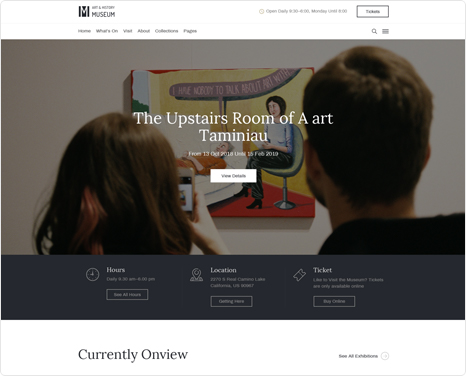 ART & HISTORY
MUSEUM
Open Daily 9:30–6:00, Monday Until 8:00
Tickets
Home What's On Visit About Collections Pages
I HAVE NOBODY TO TALK ABOUT ART WITH
The Upstairs Room of A art
Taminiau
From 13 Oct 2018 Until 15 Feb 2019
View Details
Hours
Daily 9.30 am–6.00 pm
See All Hours
Location
2270 S Real Camino Lake
California, US
Getting Here
Ticket
Like to Visit the Museum? Tickets
are only available online
Buy Online
Currently Onview
See All Exhibitions